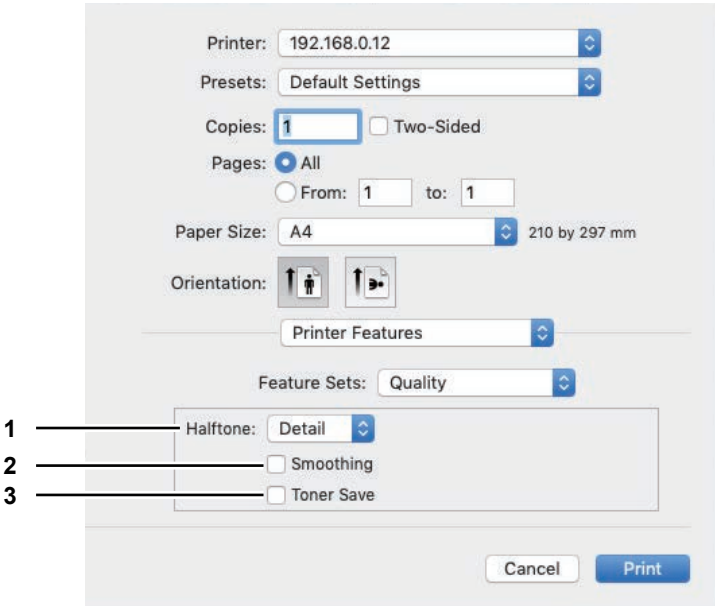 Printer: 192.168.0.12
Presets: Default Settings
Copies: 1 Two-Sided
Pages: All
From: 1 to: 1
Paper Size: A4 210 by 297 mm
Orientation:
Printer Features
Feature Sets: Quality
1 Halftone: Detail
2 Smoothing
3 Toner Save
Cancel Print